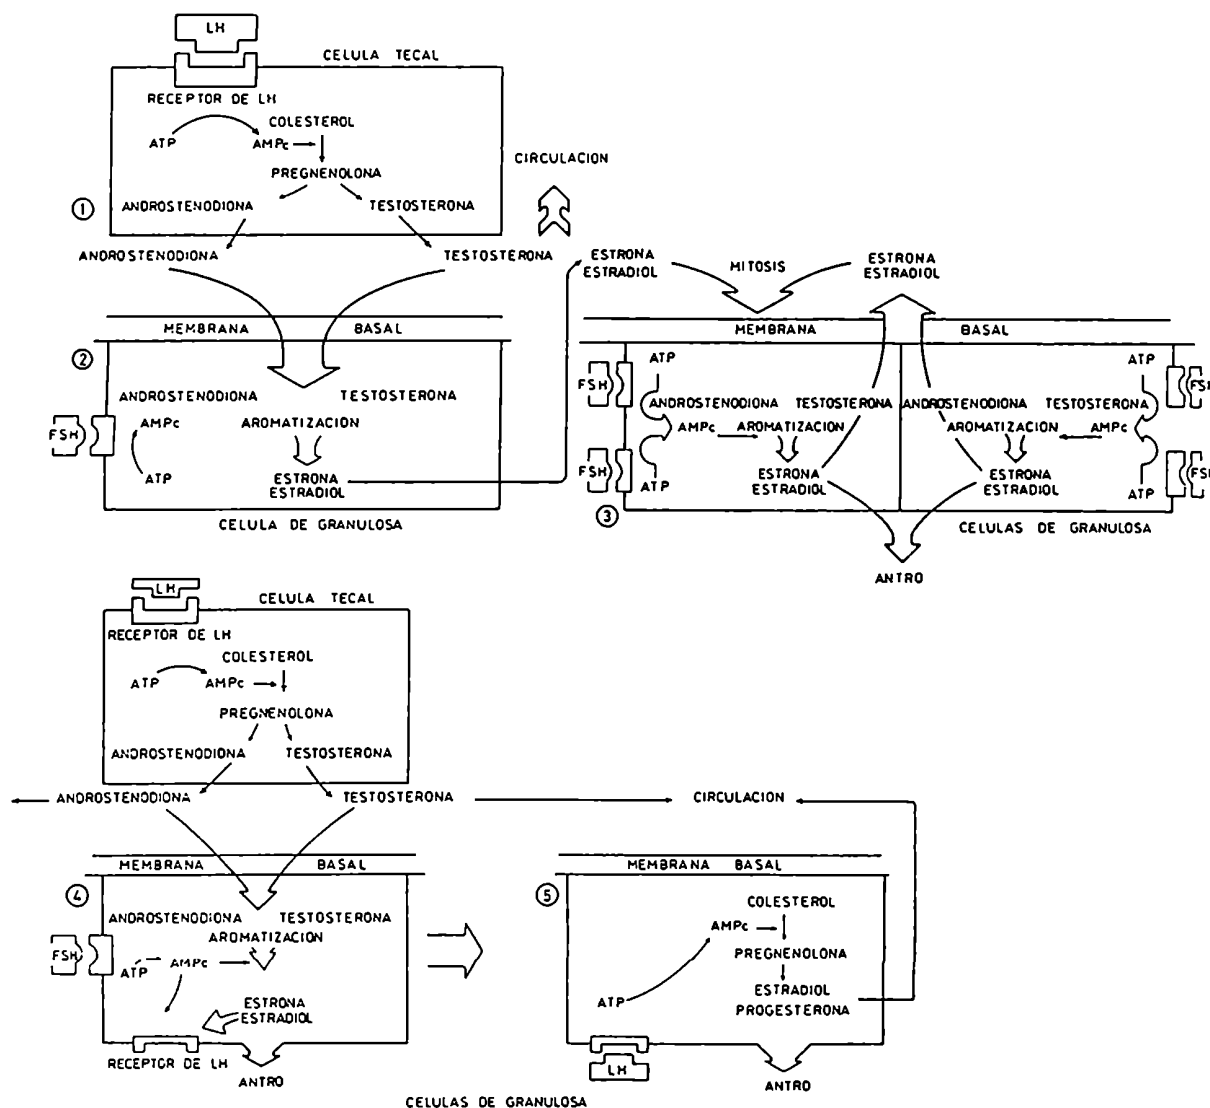 LH
CELULA TECAL
RECEPTOR DE LH
COLESTEROL
ATP
AMPc
PREGNENOLONA
CIRCULACION
①
ANDROSTENODIONA
TESTOSTERONA
ANDROSTENODIONA
TESTOSTERONA
ESTRONA
ESTRADIOL
MITOSIS
ESTRONA
ESTRADIOL
MEMBRANA BASAL
②
ANDROSTENODIONA
TESTOSTERONA
FSH
AMPc
AROMATIZACION
ATP
ESTRONA
ESTRADIOL
CELULA DE GRANULOSA
MEMBRANA BASAL
ATP
ATP
FSH
FSH
ANDROSTENODIONA
TESTOSTERONA
ANDROSTENODIONA
TESTOSTERONA
AMPc
AROMATIZACION
AROMATIZACION
AMPc
FSH
ESTRONA
ESTRADIOL
ESTRONA
ESTRADIOL
FSH
ATP
ATP
③
CELULAS DE GRANULOSA
ANTRO
LH
CELULA TECAL
RECEPTOR DE LH
COLESTEROL
ATP
AMPc
PREGNENOLONA
ANDROSTENODIONA
TESTOSTERONA
ANDROSTENODIONA
TESTOSTERONA
CIRCULACION
MEMBRANA BASAL
④
ANDROSTENODIONA
TESTOSTERONA
AROMATIZACION
FSH
ATP
AMPc
ESTRONA
ESTRADIOL
RECEPTOR DE LH
ANTRO
MEMBRANA BASAL
⑤
COLESTEROL
AMPc
PREGNENOLONA
ATP
ESTRADIOL
PROGESTERONA
LH
ANTRO
CELULAS DE GRANULOSA